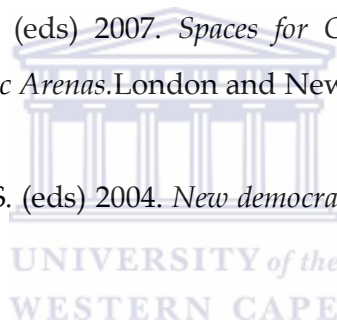 (eds) 2007. Spaces for C
c Arenas.London and New
S. (eds) 2004. New democra
UNIVERSITY of the
WESTERN CAPE